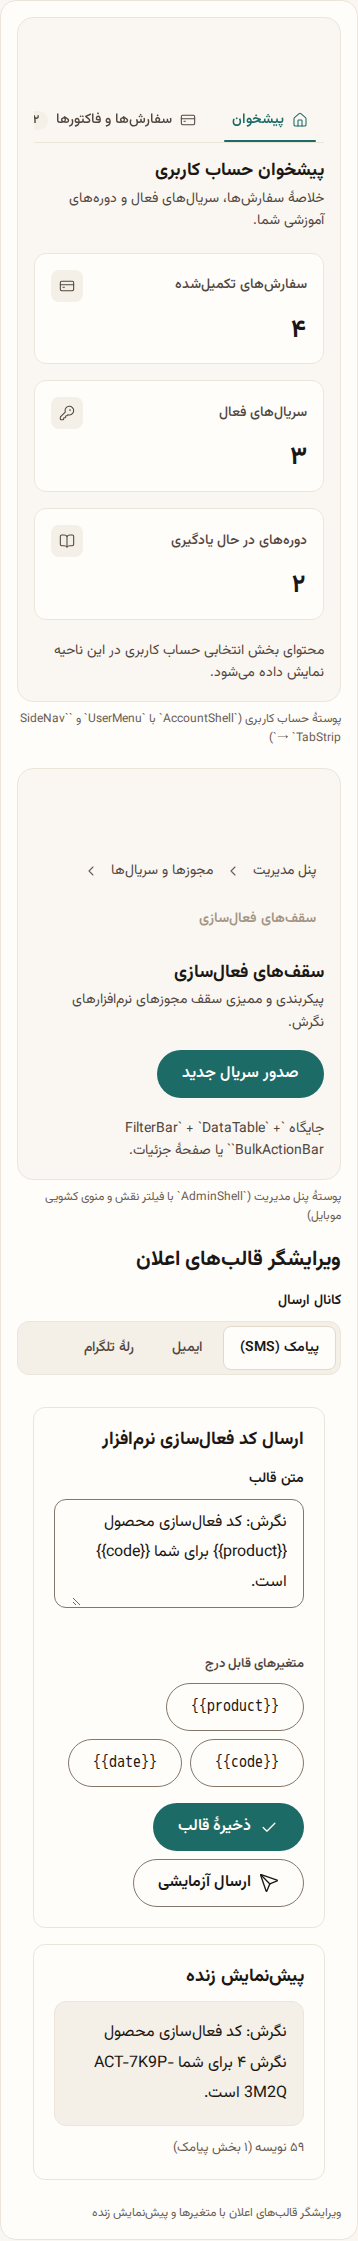 پیشخوان
سفارش‌ها و فاکتورها ۲
پیشخوان حساب کاربری
خلاصهٔ سفارش‌ها، سریال‌های فعال و دوره‌های
آموزشی شما.
سفارش‌های تکمیل‌شده
۴
سریال‌های فعال
۳
دوره‌های در حال یادگیری
۲
محتوای بخش انتخابی حساب کاربری در این ناحیه
نمایش داده می‌شود.
پوستهٔ حساب کاربری (`AccountShell` با `UserMenu` و `SideNav`
→ `TabStrip`)
پنل مدیریت
مجوزها و سریال‌ها
سقف‌های فعال‌سازی
سقف‌های فعال‌سازی
پیکربندی و ممیزی سقف مجوزهای نرم‌افزارهای
نگرش.
صدور سریال جدید
جایگاه `FilterBar` + `DataTable` +
`BulkActionBar` یا صفحهٔ جزئیات.
پوستهٔ پنل مدیریت (`AdminShell` با فیلتر نقش و منوی کشویی
موبایل)
ویرایشگر قالب‌های اعلان
کانال ارسال
پیامک (SMS)
ایمیل
رلهٔ تلگرام
ارسال کد فعال‌سازی نرم‌افزار
متن قالب
نگرش: کد فعال‌سازی محصول
{{product}} برای شما {{code}}
است.
متغیرهای قابل درج
{{product}}
{{code}}
{{date}}
ذخیرهٔ قالب
ارسال آزمایشی
پیش‌نمایش زنده
نگرش: کد فعال‌سازی محصول
نگرش ۴ برای شما ACT-7K9P-
3M2Q است.
۵۹ نویسه (۱ بخش پیامک)
ویرایشگر قالب‌های اعلان با متغیرها و پیش‌نمایش زنده